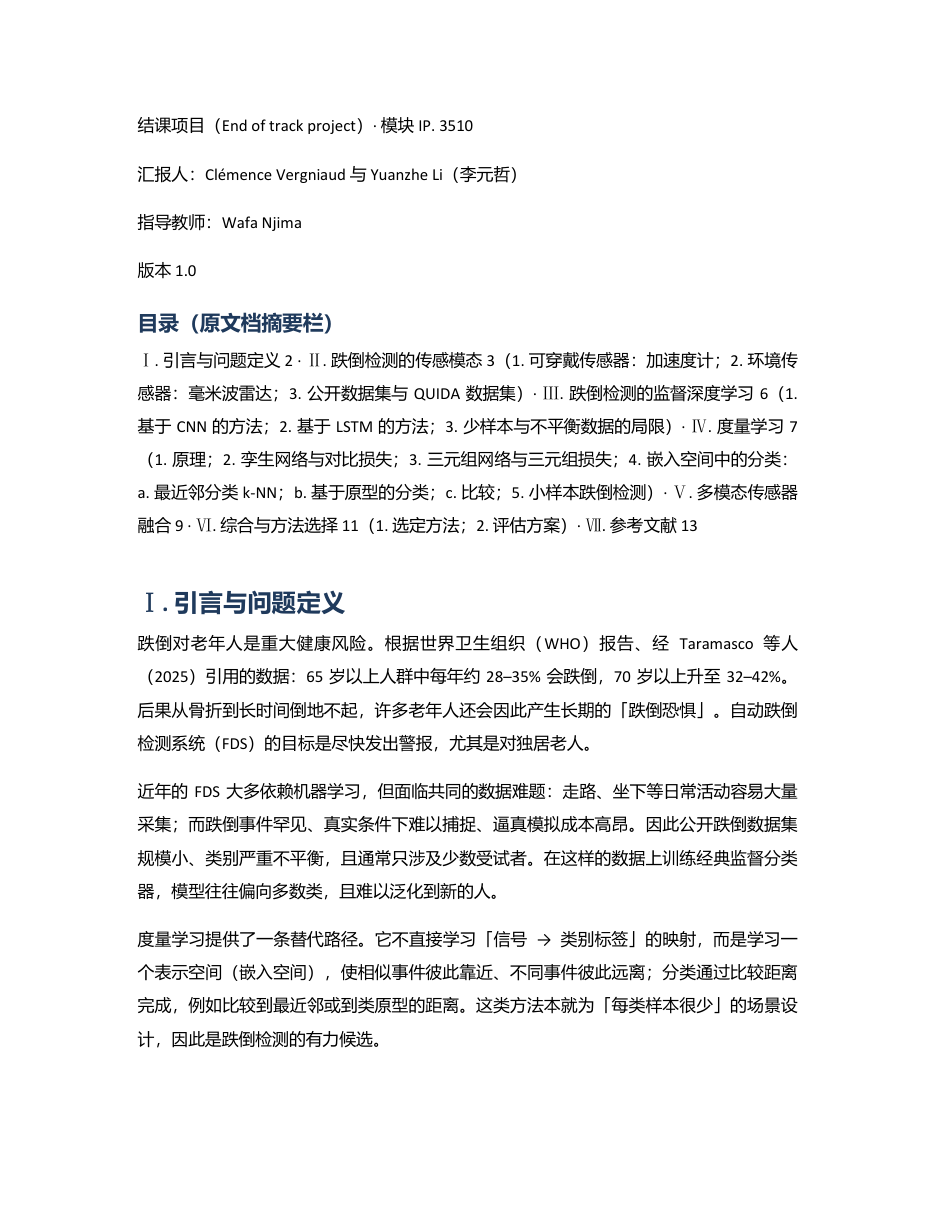 结课项目（End of track project）· 模块 IP. 3510
汇报人：Clémence Vergniaud 与 Yuanzhe Li（李元哲）
指导教师：Wafa Njima
版本 1.0
目录（原文档摘要栏）
Ⅰ. 引言与问题定义 2 · Ⅱ. 跌倒检测的传感模态 3（1. 可穿戴传感器：加速度计；2. 环境传
感器：毫米波雷达；3. 公开数据集与 QUIDA 数据集）· Ⅲ. 跌倒检测的监督深度学习 6（1.
基于 CNN 的方法；2. 基于 LSTM 的方法；3. 少样本与不平衡数据的局限）· Ⅳ. 度量学习 7
（1. 原理；2. 孪生网络与对比损失；3. 三元组网络与三元组损失；4. 嵌入空间中的分类：
a. 最近邻分类 k-NN；b. 基于原型的分类；c. 比较；5. 小样本跌倒检测）· Ⅴ. 多模态传感器
融合 9 · Ⅵ. 综合与方法选择 11（1. 选定方法；2. 评估方案）· Ⅶ. 参考文献 13
Ⅰ. 引言与问题定义
跌倒对老年人是重大健康风险。根据世界卫生组织（WHO）报告、经 Taramasco 等人
（2025）引用的数据：65 岁以上人群中每年约 28–35% 会跌倒，70 岁以上升至 32–42%。
后果从骨折到长时间倒地不起，许多老年人还会因此产生长期的「跌倒恐惧」。自动跌倒
检测系统（FDS）的目标是尽快发出警报，尤其是对独居老人。
近年的 FDS 大多依赖机器学习，但面临共同的数据难题：走路、坐下等日常活动容易大量
采集；而跌倒事件罕见、真实条件下难以捕捉、逼真模拟成本高昂。因此公开跌倒数据集
规模小、类别严重不平衡，且通常只涉及少数受试者。在这样的数据上训练经典监督分类
器，模型往往偏向多数类，且难以泛化到新的人。
度量学习提供了一条替代路径。它不直接学习「信号 → 类别标签」的映射，而是学习一
个表示空间（嵌入空间），使相似事件彼此靠近、不同事件彼此远离；分类通过比较距离
完成，例如比较到最近邻或到类原型的距离。这类方法本就为「每类样本很少」的场景设
计，因此是跌倒检测的有力候选。